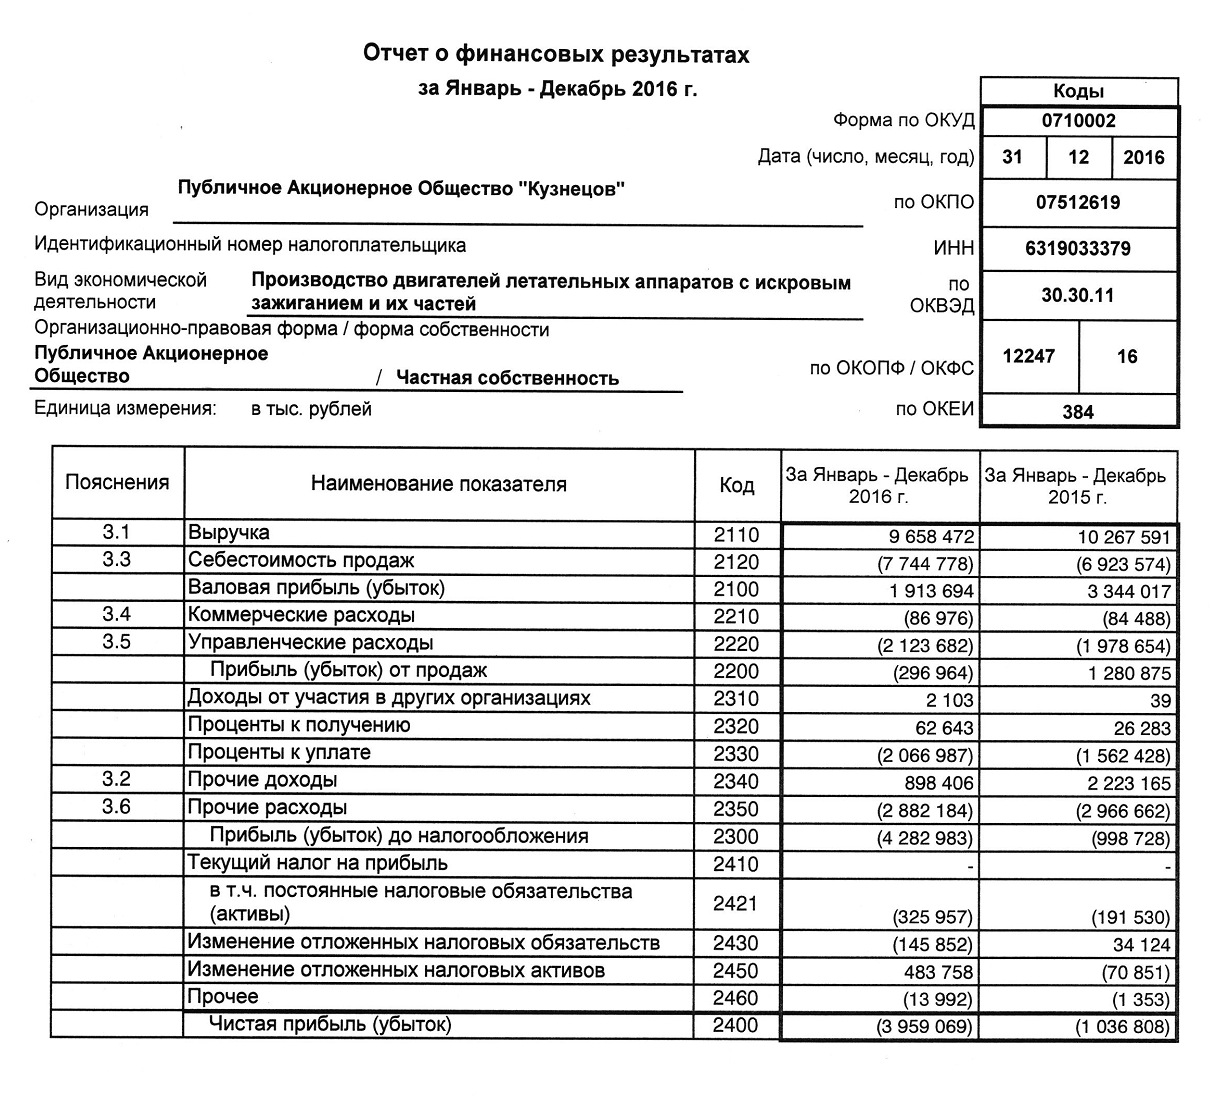 Отчет о финансовых результатах
за Январь - Декабрь 2016 г.
Коды
Форма по ОКУД 0710002
Дата (число, месяц, год) 31 12 2016
Публичное Акционерное Общество "Кузнецов"
Организация по ОКПО 07512619
Идентификационный номер налогоплательщика ИНН 6319033379
Вид экономической Производство двигателей летательных аппаратов с искровым по
деятельности зажиганием и их частей ОКВЭД 30.30.11
Организационно-правовая форма / форма собственности
Публичное Акционерное
Общество / Частная собственность по ОКОПФ / ОКФС 12247 16
Единица измерения: в тыс. рублей по ОКЕИ 384
Пояснения Наименование показателя Код За Январь - Декабрь 2016 г. За Январь - Декабрь 2015 г.
3.1 Выручка 2110 9 658 472 10 267 591
3.3 Себестоимость продаж 2120 (7 744 778) (6 923 574)
Валовая прибыль (убыток) 2100 1 913 694 3 344 017
3.4 Коммерческие расходы 2210 (86 976) (84 488)
3.5 Управленческие расходы 2220 (2 123 682) (1 978 654)
Прибыль (убыток) от продаж 2200 (296 964) 1 280 875
Доходы от участия в других организациях 2310 2 103 39
Проценты к получению 2320 62 643 26 283
Проценты к уплате 2330 (2 066 987) (1 562 428)
3.2 Прочие доходы 2340 898 406 2 223 165
3.6 Прочие расходы 2350 (2 882 184) (2 966 662)
Прибыль (убыток) до налогообложения 2300 (4 282 983) (998 728)
Текущий налог на прибыль 2410 - -
в т.ч. постоянные налоговые обязательства
(активы) 2421 (325 957) (191 530)
Изменение отложенных налоговых обязательств 2430 (145 852) 34 124
Изменение отложенных налоговых активов 2450 483 758 (70 851)
Прочее 2460 (13 992) (1 353)
Чистая прибыль (убыток) 2400 (3 959 069) (1 036 808)